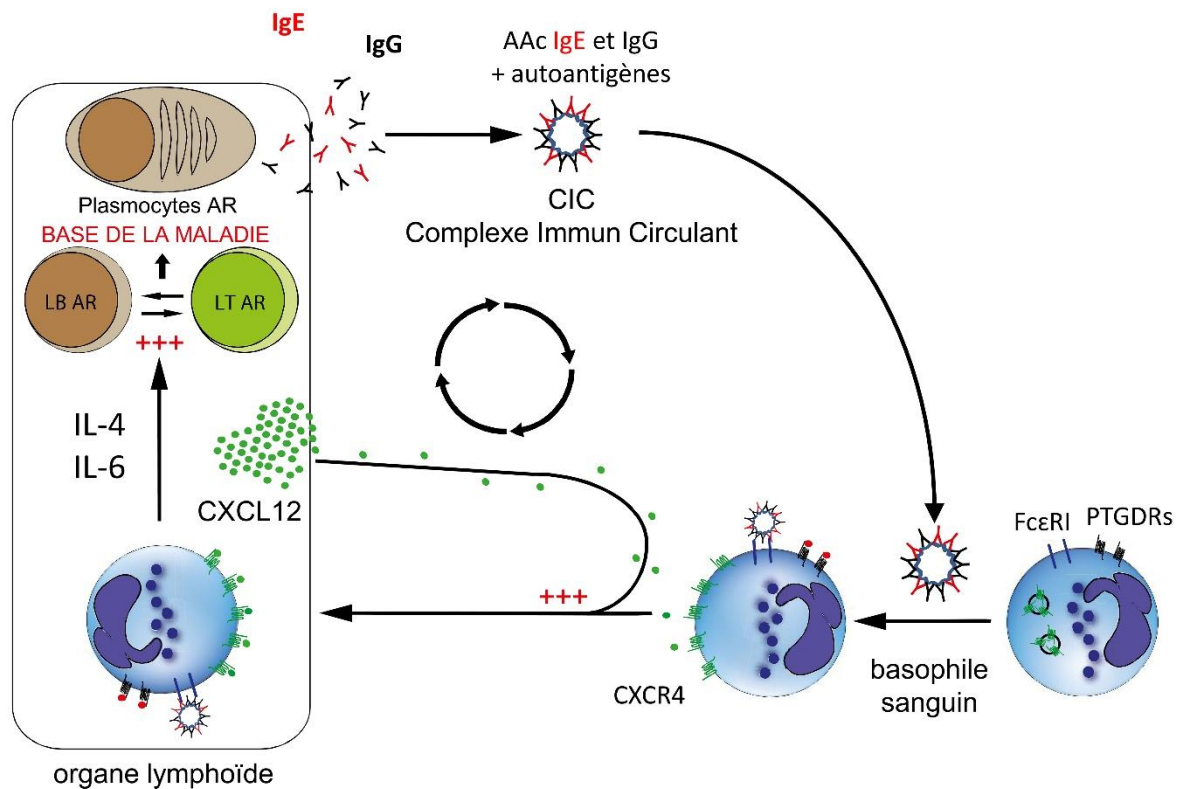 IgE
IgG
AAc IgE et IgG
+ autoantigènes
Plasmocytes AR
BASE DE LA MALADIE
CIC
Complexe Immun Circulant
LB AR
LT AR
+++
IL-4
IL-6
CXCL12
FcεRI
PTGDRs
+++
CXCR4
basophile
sanguin
organe lymphoïde